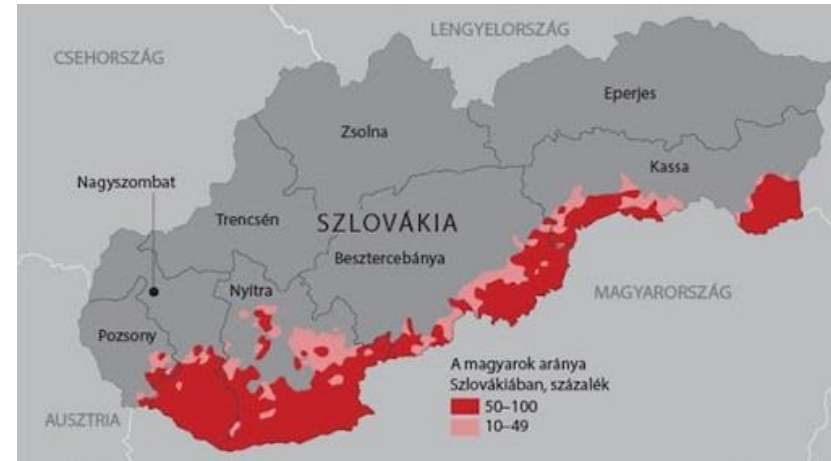 LENGYELORSZÁG
CSEHORSZÁG
Eperjes
Zsolna
Kassa
Nagyszombat
Trencsén
SZLOVÁKIA
Besztercebánya
Nyitra
MAGYARORSZÁG
Pozsony
A magyarok aránya
Szlovákiában, százalék
50–100
10–49
AUSZTRIA